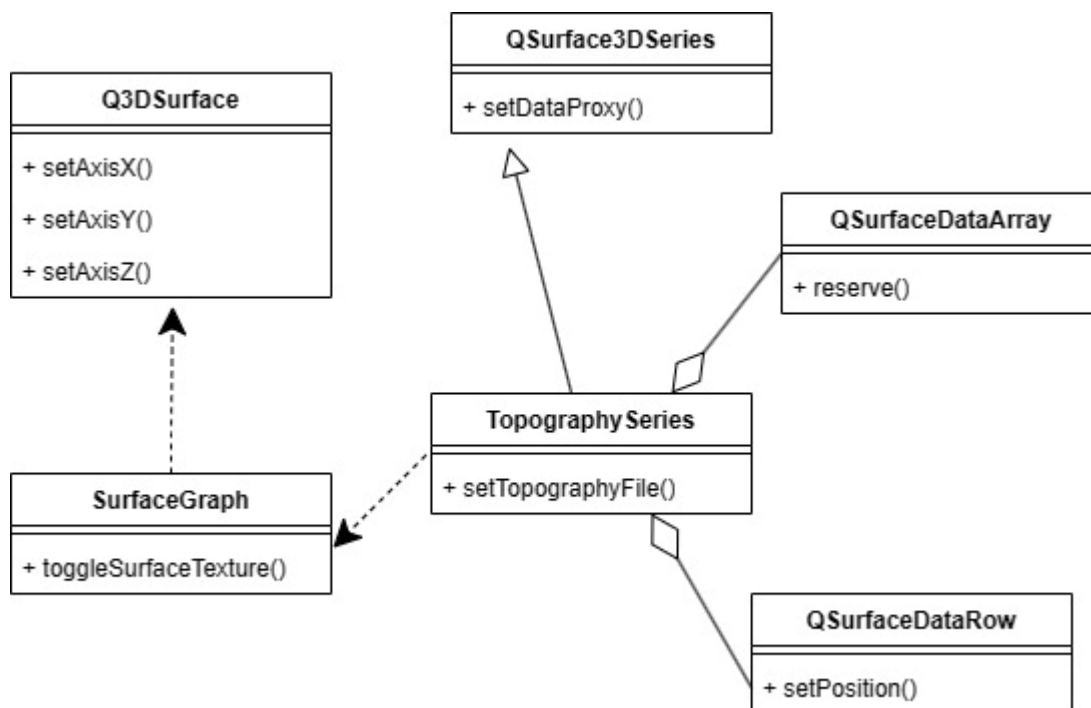 QSurface3DSeries
+ setDataProxy()
Q3DSurface
+ setAxisX()
+ setAxisY()
+ setAxisZ()
QSurfaceDataArray
+ reserve()
TopographySeries
+ setTopographyFile()
SurfaceGraph
+ toggleSurfaceTexture()
QSurfaceDataRow
+ setPosition()